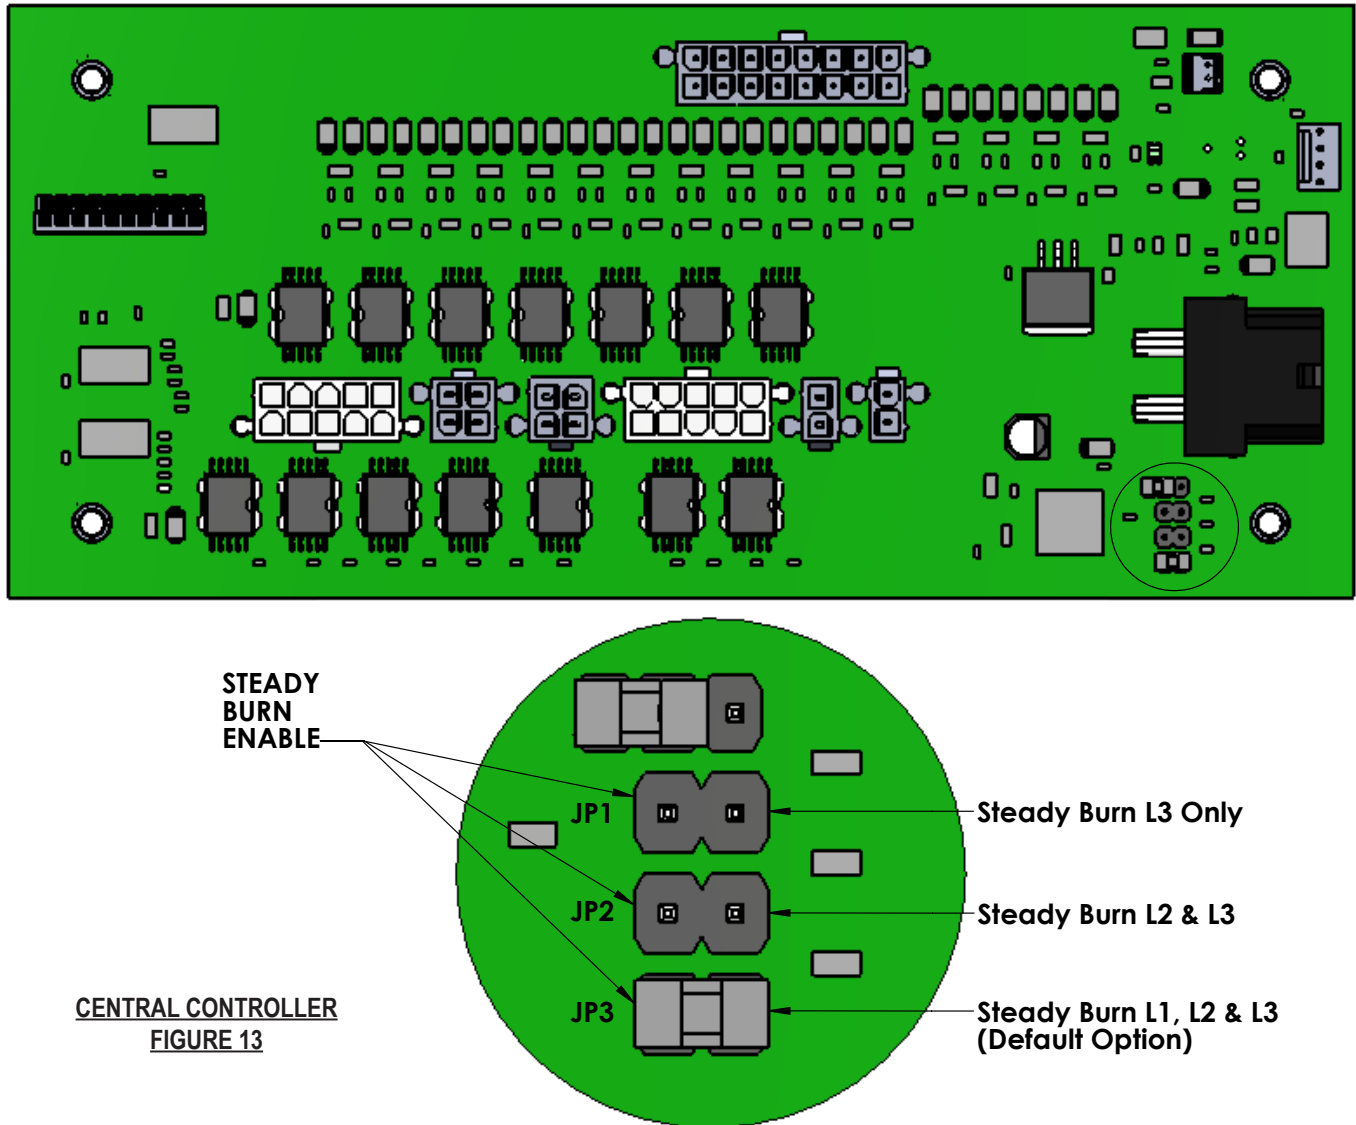 STEADY
BURN
ENABLE
JP1
Steady Burn L3 Only
JP2
Steady Burn L2 & L3
JP3
Steady Burn L1, L2 & L3
(Default Option)
CENTRAL CONTROLLER
FIGURE 13